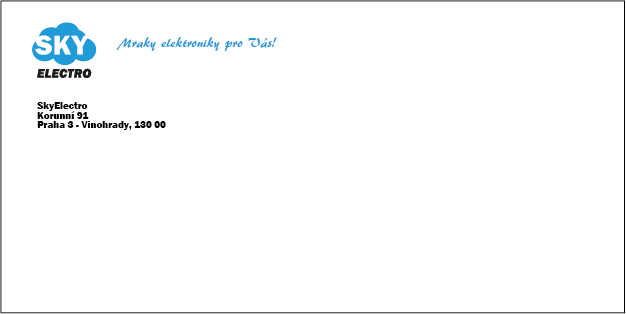 SKY
ELECTRO
Mraky elektroniky pro Vás!
SkyElectro
Korunní 91
Praha 3 - Vinohrady, 130 00